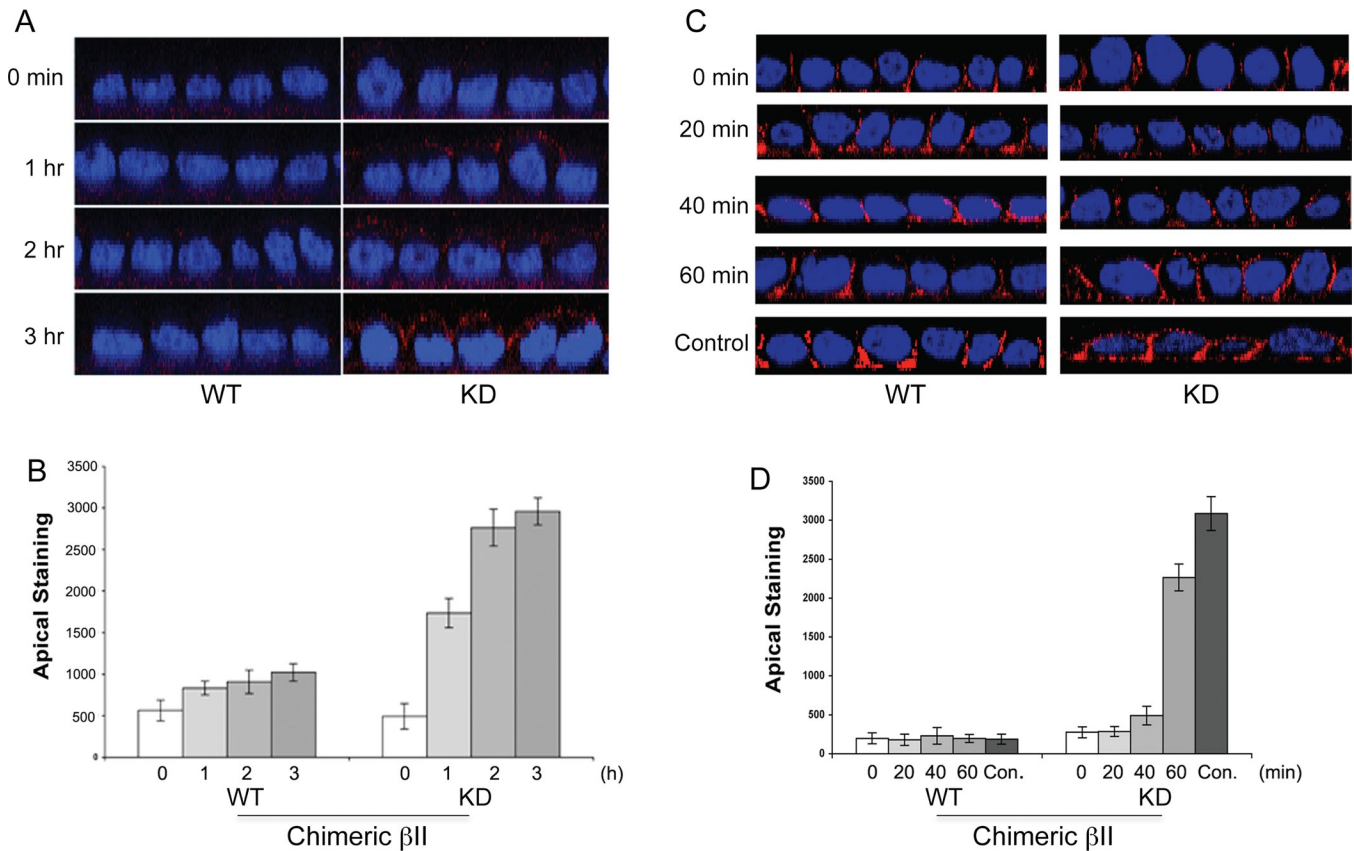 A
0 min
1 hr
2 hr
3 hr
WT KD
C
0 min
20 min
40 min
60 min
Control
WT KD
B
Apical Staining
3500
3000
2500
2000
1500
1000
500
0
0 1 2 3 0 1 2 3 (h)
WT KD
Chimeric βII
D
Apical Staining
3500
3000
2500
2000
1500
1000
500
0
0 20 40 60 Con. 0 20 40 60 Con. (min)
WT KD
Chimeric βII